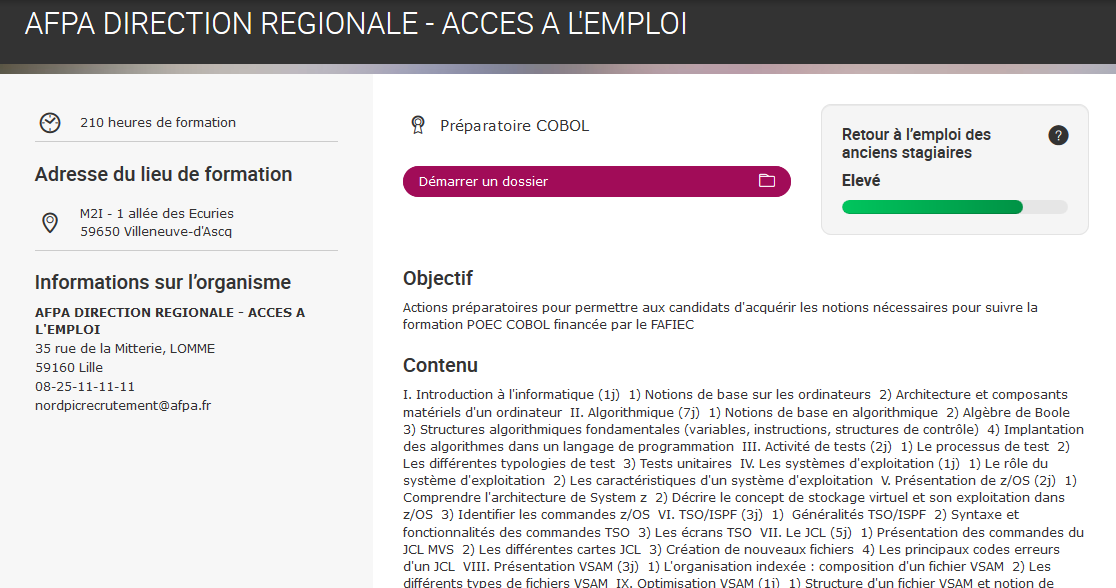 AFPA DIRECTION REGIONALE - ACCES A L'EMPLOI
210 heures de formation
Adresse du lieu de formation
M2I - 1 allée des Ecuries
59650 Villeneuve-d'Ascq
Informations sur l'organisme
AFPA DIRECTION REGIONALE - ACCES A
L'EMPLOI
35 rue de la Mitterie, LOMME
59160 Lille
08-25-11-11-11
nordpicrecrutement@afpa.fr
Préparatoire COBOL
Démarrer un dossier
Retour à l'emploi des
anciens stagiaires
?
Elevé
Objectif
Actions préparatoires pour permettre aux candidats d'acquérir les notions nécessaires pour suivre la
formation POEC COBOL financée par le FAFIEC
Contenu
I. Introduction à l'informatique (1j) 1) Notions de base sur les ordinateurs 2) Architecture et composants
matériels d'un ordinateur II. Algorithmique (7j) 1) Notions de base en algorithmique 2) Algèbre de Boole
3) Structures algorithmiques fondamentales (variables, instructions, structures de contrôle) 4) Implantation
des algorithmes dans un langage de programmation III. Activité de tests (2j) 1) Le processus de test 2)
Les différentes typologies de test 3) Tests unitaires IV. Les systèmes d'exploitation (1j) 1) Le rôle du
système d'exploitation 2) Les caractéristiques d'un système d'exploitation V. Présentation de z/OS (2j) 1)
Comprendre l'architecture de System z 2) Décrire le concept de stockage virtuel et son exploitation dans
z/OS 3) Identifier les commandes z/OS VI. TSO/ISPF (3j) 1) Généralités TSO/ISPF 2) Syntaxe et
fonctionnalités des commandes TSO 3) Les écrans TSO VII. Le JCL (5j) 1) Présentation des commandes du
JCL MVS 2) Les différentes cartes JCL 3) Création de nouveaux fichiers 4) Les principaux codes erreurs
d'un JCL VIII. Présentation VSAM (3j) 1) L'organisation indexée : composition d'un fichier VSAM 2) Les
différents types de fichiers VSAM IX. Optimisation VSAM (1j) 1) Structure d'un fichier VSAM et notion de